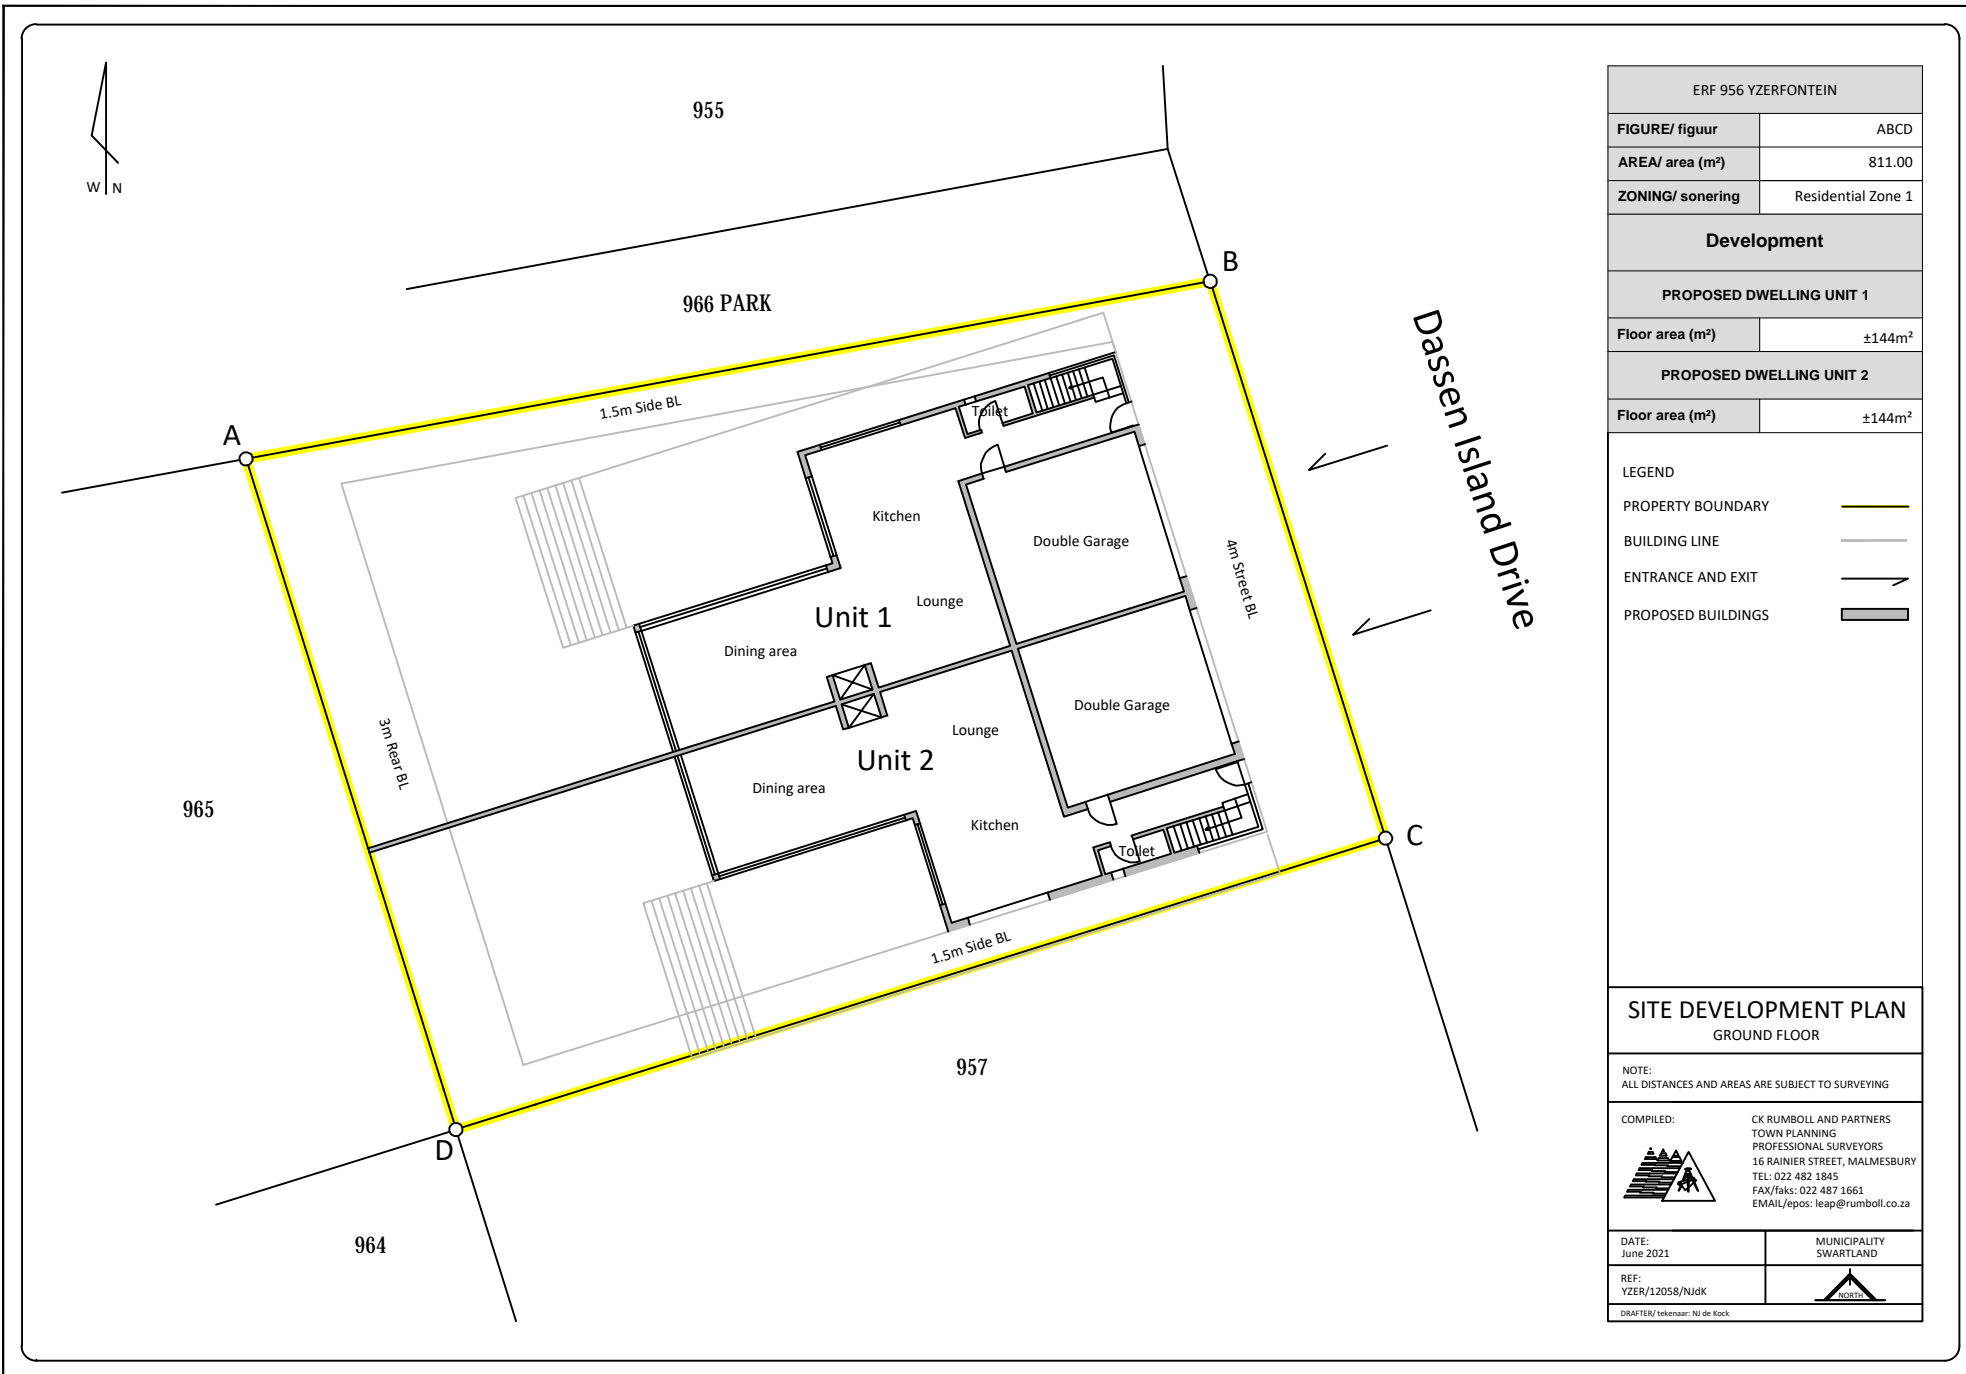 W N
955
966 PARK
A
B
C
D
965
964
957
1.5m Side BL
3m Rear BL
4m Street BL
1.5m Side BL
Dassen Island Drive
Toilet
Kitchen
Double Garage
Lounge
Unit 1
Dining area
Double Garage
Lounge
Unit 2
Dining area
Kitchen
Toilet
ERF 956 YZERFONTEIN
FIGURE/ figuur ABCD
AREA/ area (m²) 811.00
ZONING/ sonering Residential Zone 1
Development
PROPOSED DWELLING UNIT 1
Floor area (m²) ±144m²
PROPOSED DWELLING UNIT 2
Floor area (m²) ±144m²
LEGEND
PROPERTY BOUNDARY
BUILDING LINE
ENTRANCE AND EXIT
PROPOSED BUILDINGS
SITE DEVELOPMENT PLAN
GROUND FLOOR
NOTE:
ALL DISTANCES AND AREAS ARE SUBJECT TO SURVEYING
COMPILED:
CK RUMBOLL AND PARTNERS
TOWN PLANNING
PROFESSIONAL SURVEYORS
16 RAINIER STREET, MALMESBURY
TEL: 022 482 1845
FAX/faks: 022 487 1661
EMAIL/epos: leap@rumboll.co.za
DATE:
June 2021
MUNICIPALITY
SWARTLAND
REF:
YZER/12058/NJdK
NORTH
DRAFTER/ tekenaar: NJ de Kock